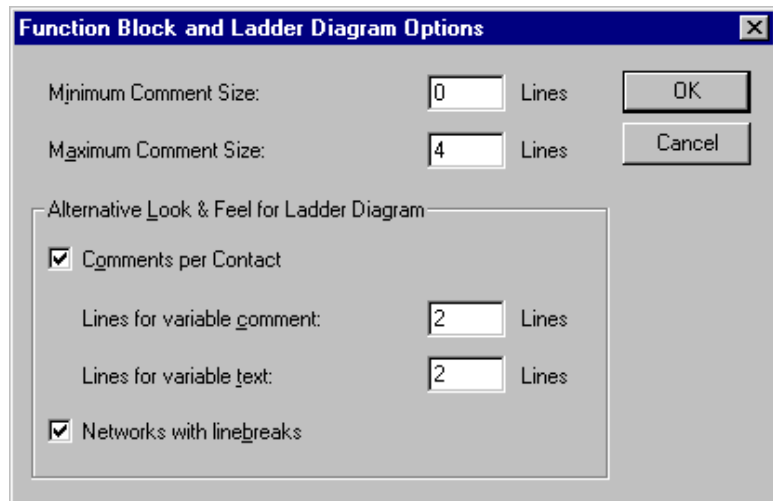 Function Block and Ladder Diagram Options
Minimum Comment Size: 0 Lines OK
Maximum Comment Size: 4 Lines Cancel
Alternative Look & Feel for Ladder Diagram
Comments per Contact
Lines for variable comment: 2 Lines
Lines for variable text: 2 Lines
Networks with linebreaks